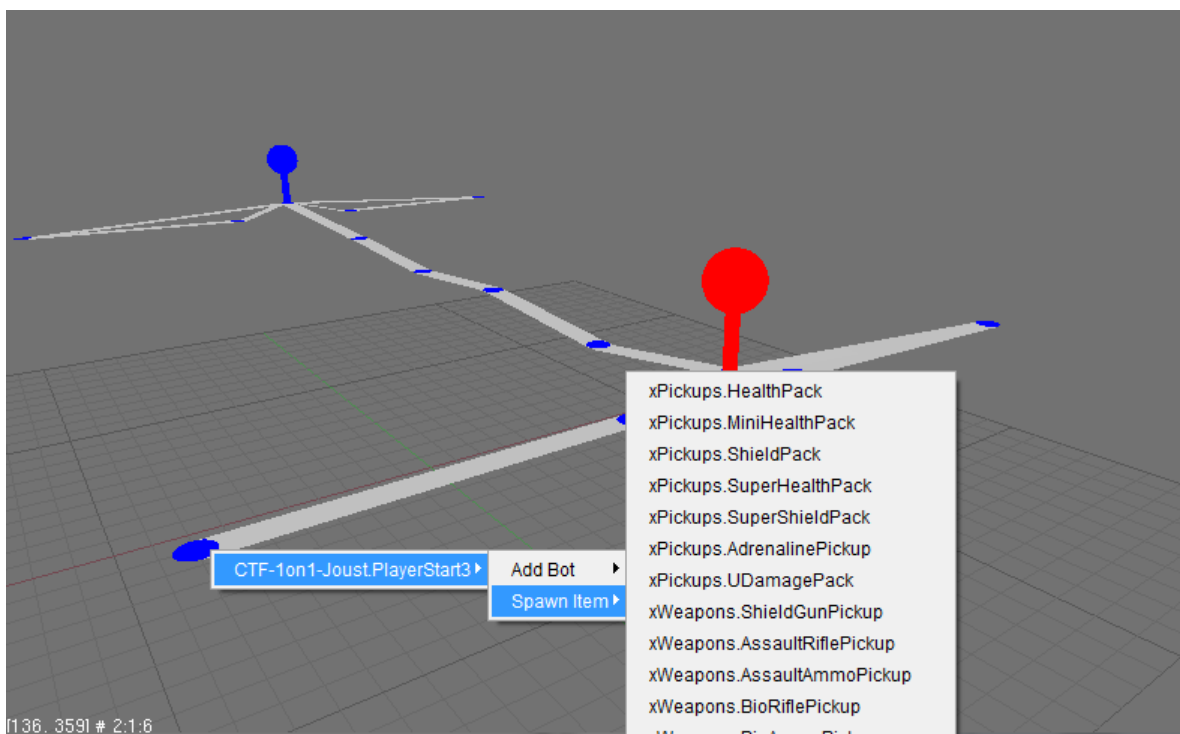 xPickups.HealthPack
xPickups.MiniHealthPack
xPickups.ShieldPack
xPickups.SuperHealthPack
xPickups.SuperShieldPack
xPickups.AdrenalinePickup
CTF-1on1-Joust.PlayerStart3
Add Bot
xPickups.UDamagePack
Spawn Item
xWeapons.ShieldGunPickup
xWeapons.AssaultRiflePickup
xWeapons.AssaultAmmoPickup
xWeapons.BioRiflePickup
[136, 359] # 2:1:6